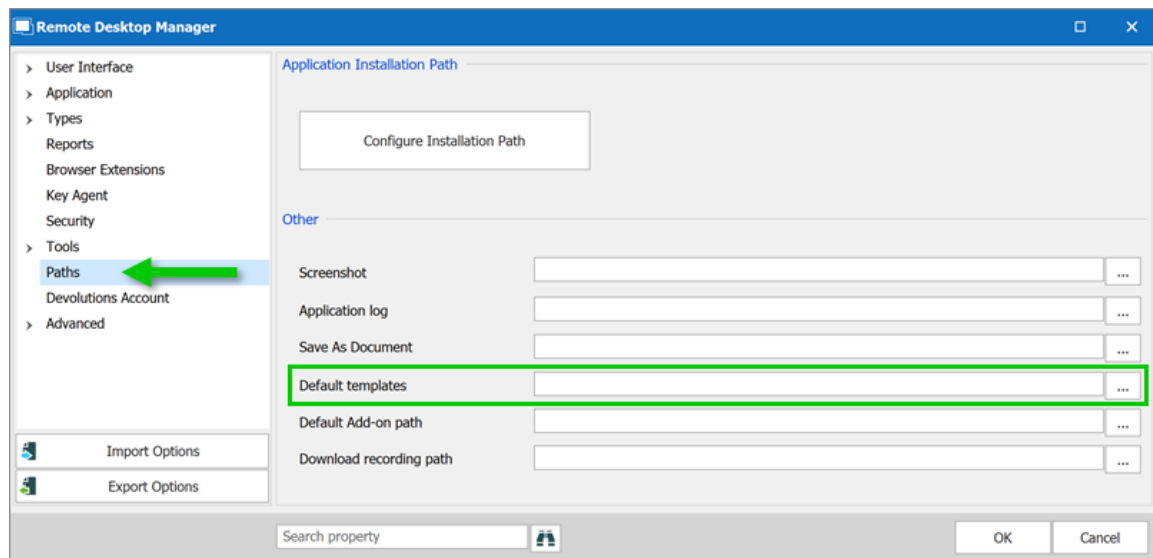 Remote Desktop Manager
User Interface
Application
Types
Reports
Browser Extensions
Key Agent
Security
Tools
Paths
Devolutions Account
Advanced
Import Options
Export Options
Application Installation Path
Configure Installation Path
Other
Screenshot ...
Application log ...
Save As Document ...
Default templates ...
Default Add-on path ...
Download recording path ...
Search property
OK Cancel